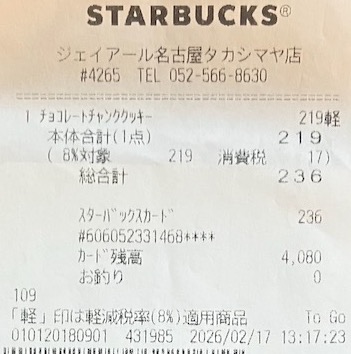 STARBUCKS®
ジェイアール名古屋タカシマヤ店
#4265 TEL 052-566-8630
1 チョコレートチャンククッキー 219軽
本体合計(1点) 219
( 8%対象 219 消費税 17)
総合計 236
スターバックスカード 236
#606052331468****
カード残高 4,080
お釣り 0
109
「軽」印は軽減税率(8%)適用商品 To Go
010120180901 431985 2026/02/17 13:17:23